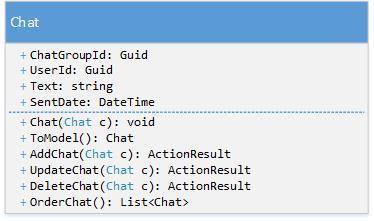 Chat
+ ChatGroupId: Guid
+ UserId: Guid
+ Text: string
+ SentDate: DateTime
+ Chat(Chat c): void
+ ToModel(): Chat
+ AddChat(Chat c): ActionResult
+ UpdateChat(Chat c): ActionResult
+ DeleteChat(Chat c): ActionResult
+ OrderChat(): List<Chat>